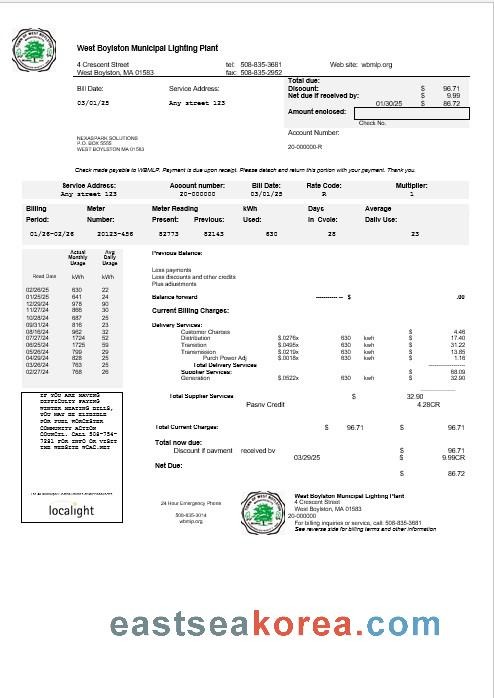 West Boylston Municipal Lighting Plant
4 Crescent Street tel: 508-835-3681 Web site: wbmlp.org
West Boylston, MA 01583 fax: 508-835-2952
Total due:
Bill Date: Service Address: Discount: $ 96.71
Net due if received by: $ 9.99
03/01/25 Any street 123 01/30/25 $ 86.72
Amount enclosed:
Check No.
Account Number:
NEXASPARK SOLUTIONS
P.O. BOX 5555
WEST BOYLSTON MA 01583
20-000000-R
Check made payable to WBMLP. Payment is due upon receipt. Please detach and return this portion with your payment. Thank you.
Service Address: Account number: Bill Date: Rate Code: Multiplier:
Any street 123 20-000000 03/01/25 R 1
Billing Meter Meter Reading kWh Days Average
Period: Number: Present: Previous: Used: In Cycle: Daily Use:
01/26-02/26 20123-456 82773 82143 630 28 23
Actual Monthly Usage Avg Daily Usage
Read Date kWh kWh
02/26/25 630 22
01/25/25 641 24
12/29/24 978 90
11/27/24 866 30
10/28/24 687 25
09/31/24 816 23
08/16/24 962 32
07/27/24 1724 52
06/25/24 1725 59
05/26/24 799 29
04/29/24 828 25
03/26/24 763 25
02/27/24 768 26
Previous Balance:
Less payments
Less discounts and other credits
Plus adjustments
Balance forward ------------ -- $ .00
Current Billing Charges:
Delivery Services:
Customer Charges $ 4.46
Distribution $.0276x 630 kwh $ 17.40
Transition $.0495x 630 kwh $ 31.22
Transmission $.0219x 630 kwh $ 13.85
Purch Power Adj $.0018x 630 kwh $ 1.16
Total Delivery Services ----------------
Supplier Services: $ 68.09
Generation $.0522x 630 kwh $ 32.90
Total Supplier Services $ 32.90
Pasny Credit 4.28CR
Total Current Charges: $ 96.71 $ 96.71
Total now due: $ 96.71
Discount if payment received by
03/29/25 $ 9.99CR
Net Due:
$ 86.72
IF YOU ARE HAVING
DIFFICULTY PAYING
WINTER HEATING BILLS,
YOU MAY BE ELIGIBLE
FOR FUEL WORCESTER
COMMUNITY ACTION
COUNCIL. CALL 508-754-
7281 FOR INFO OR VISIT
THE WEBSITE WCAC.NET
localight
24 Hour Emergency Phone
508-835-3014
wbmlp.org
West Boylston Municipal Lighting Plant
4 Crescent Street
West Boylston, MA 01583
20-000000
For billing inquiries or service, call: 508-835-3681
See reverse side for billing terms and other information
eastseakorea.com